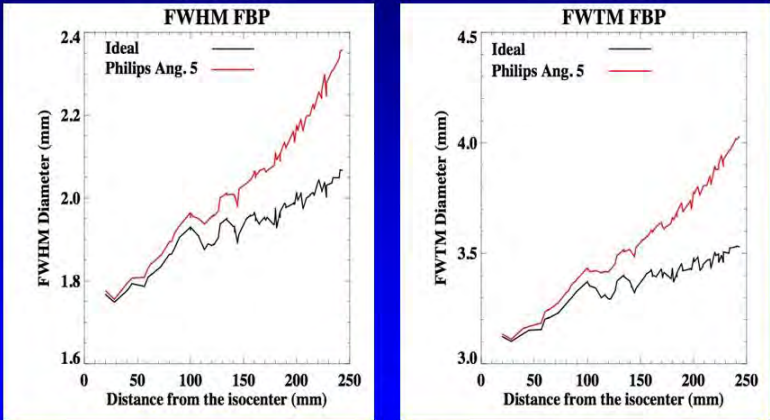 FWHM FBP
2.4
2.2
2.0
1.8
1.6
FWHM Diameter (mm)
Ideal
Philips Ang. 5
0 50 100 150 200 250
Distance from the isocenter (mm)
FWTM FBP
4.5
4.0
3.5
3.0
FWTM Diameter (mm)
Ideal
Philips Ang. 5
0 50 100 150 200 250
Distance from the isocenter (mm)